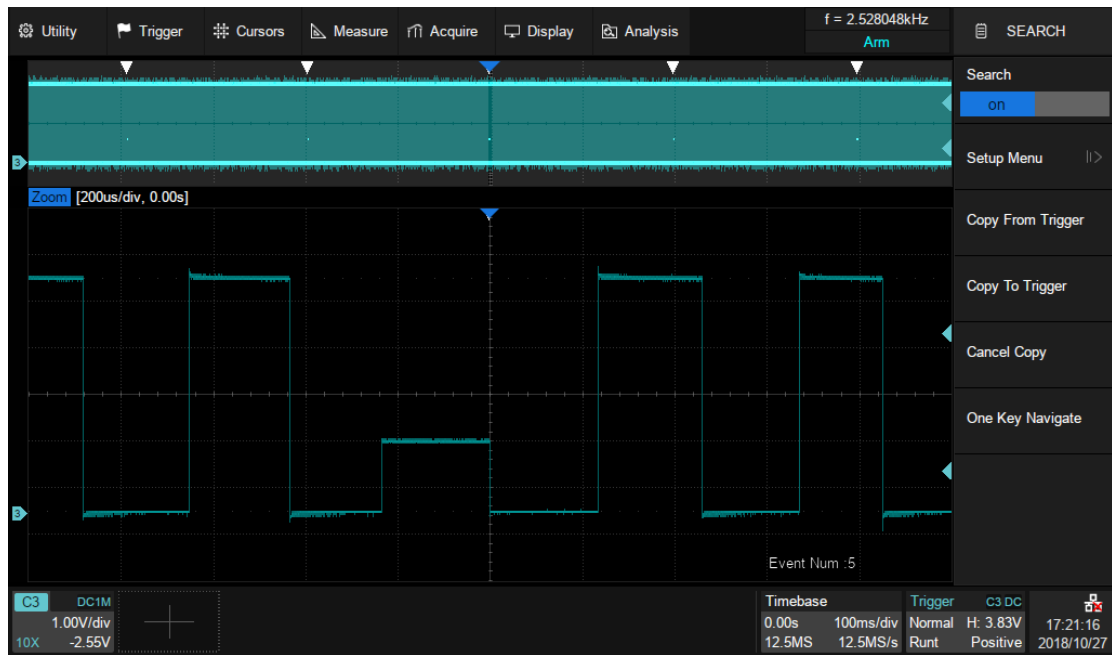 Utility Trigger Cursors Measure Acquire Display Analysis
f = 2.528048kHz
Arm
SEARCH
Search
on
Setup Menu
Copy From Trigger
Copy To Trigger
Cancel Copy
One Key Navigate
3
Zoom [200us/div, 0.00s]
3
Event Num :5
C3 DC1M
1.00V/div
10X -2.55V
Timebase
0.00s 100ms/div
12.5MS 12.5MS/s
Trigger C3 DC
Normal H: 3.83V
Runt Positive
17:21:16
2018/10/27